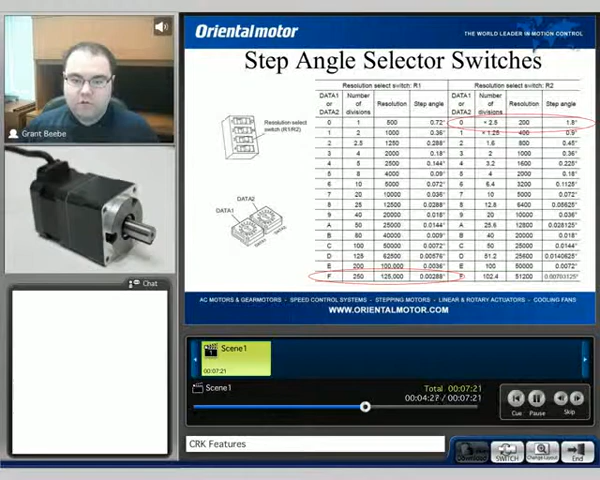 Orientalmotor
THE WORLD LEADER IN MOTION CONTROL
Step Angle Selector Switches
Resolution select switch: R1 Resolution select switch: R2
DATA1 or DATA2 Number of divisions Resolution Step angle DATA1 or DATA2 Number of divisions Resolution Step angle
0 1 500 0.72° 0 ÷ 2.5 200 1.8°
1 2 1000 0.36° 1 ÷ 1.25 400 0.9°
2 2.5 1250 0.288° 2 1.6 800 0.45°
3 4 2000 0.18° 3 2 1000 0.36°
4 5 2500 0.144° 4 3.2 1600 0.225°
5 8 4000 0.09° 5 4 2000 0.18°
6 10 5000 0.072° 6 6.4 3200 0.1125°
7 20 10000 0.036° 7 10 5000 0.072°
8 25 12500 0.0288° 8 12.8 6400 0.05625°
9 40 20000 0.018° 9 20 10000 0.036°
A 50 25000 0.0144° A 25.6 12800 0.028125°
B 80 40000 0.009° B 40 20000 0.018°
C 100 50000 0.0072° C 50 25000 0.0144°
D 125 62500 0.00576° D 51.2 25600 0.0140625°
E 200 100,000 0.0036° E 100 50000 0.0072°
F 250 125,000 0.00288° F 102.4 51200 0.00703125°
Resolution select
switch (R1/R2)
DATA2
DATA1
AC MOTORS & GEARMOTORS - SPEED CONTROL SYSTEMS - STEPPING MOTORS - LINEAR & ROTARY ACTUATORS - COOLING FANS
WWW.ORIENTALMOTOR.COM
Grant Beebe
Chat
Scene1
00:07:21
Scene1
Total 00:07:21
00:04:27 / 00:07:21
Cue Pause Skip
CRK Features
Download SWITCH Change Layout End